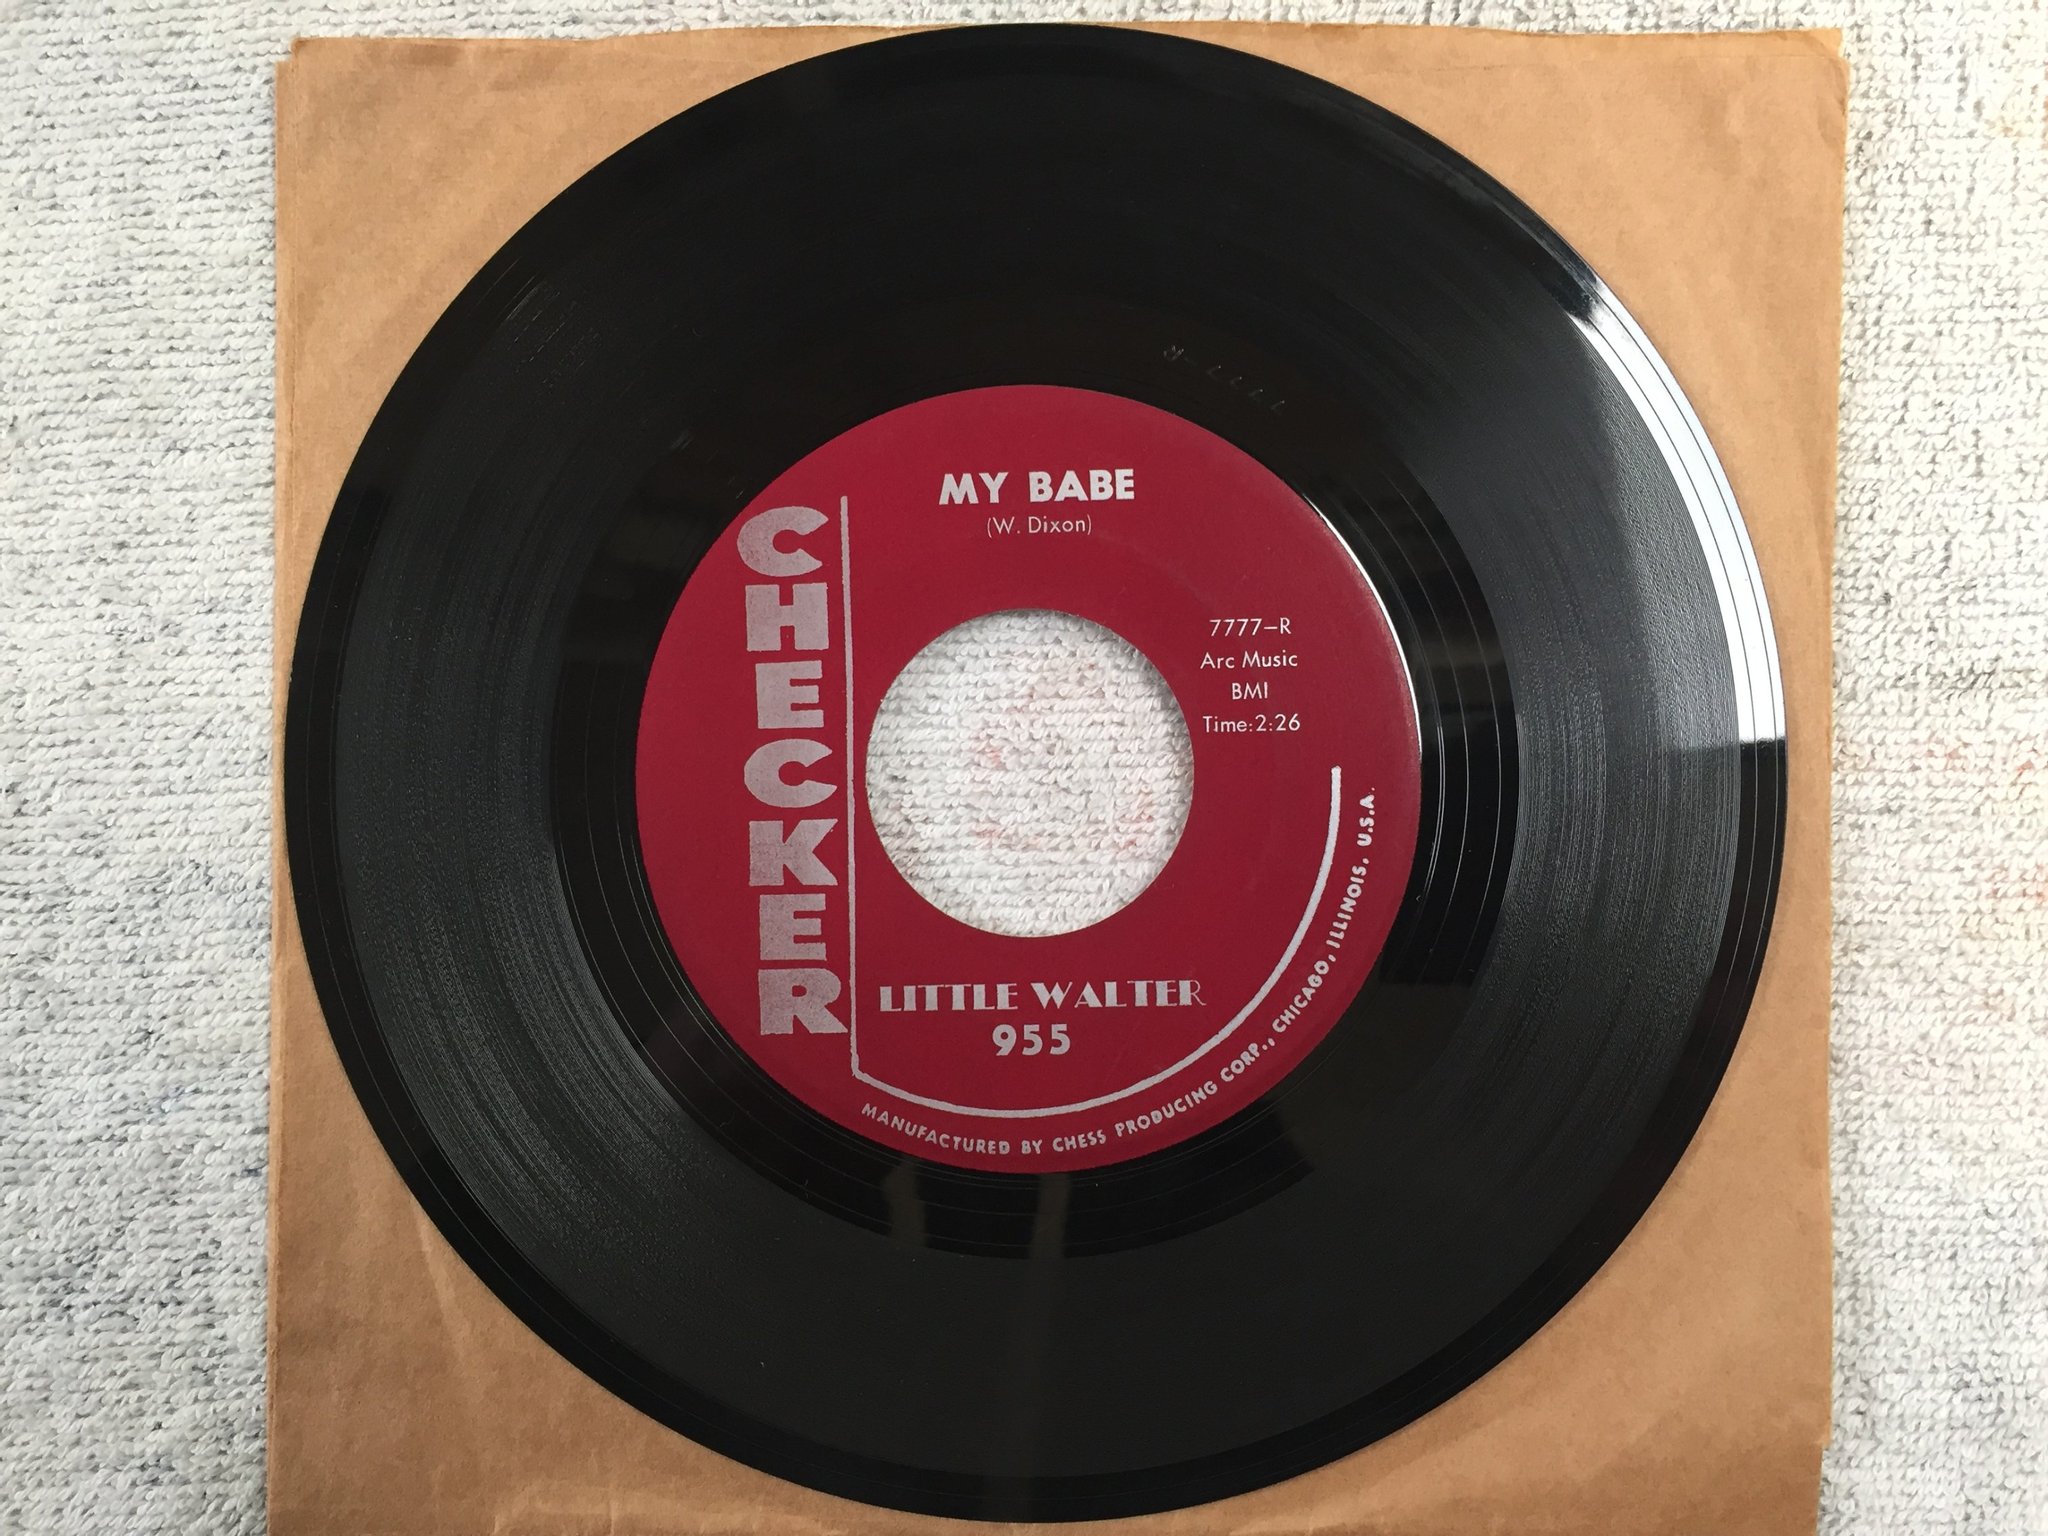 MY BABE
(W. Dixon)
CHECKER
7777-R
Arc Music
BMI
Time:2:26
LITTLE WALTER
955
MANUFACTURED BY CHESS PRODUCING CORP., CHICAGO, ILLINOIS, U.S.A.
7777-R